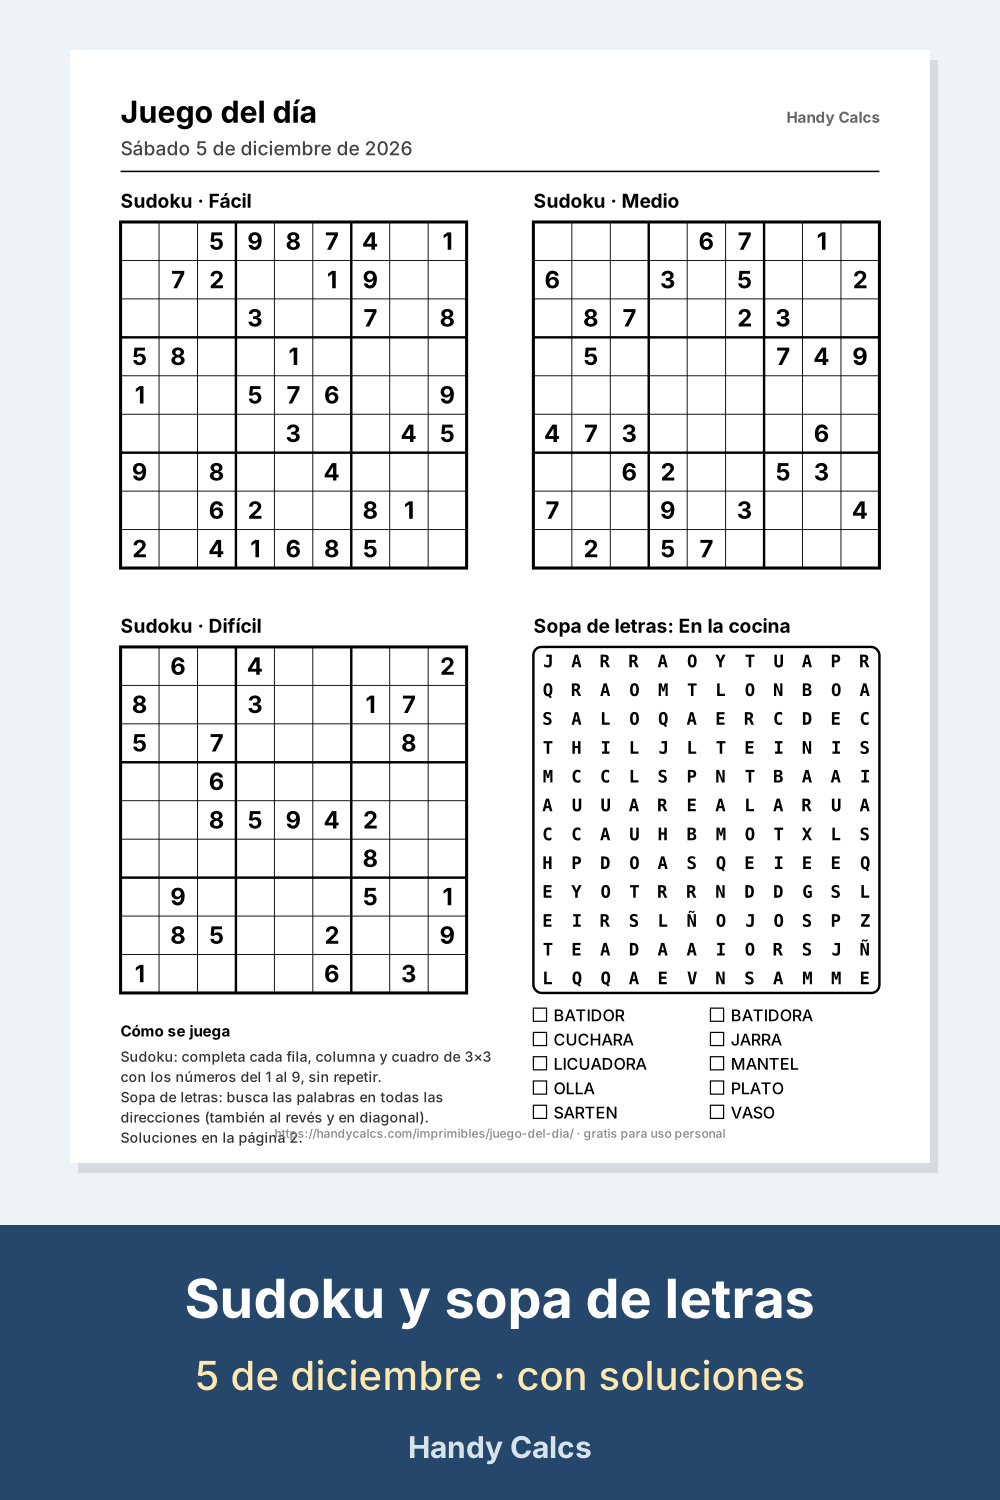 Juego del día
Handy Calcs
Sábado 5 de diciembre de 2026
Sudoku · Fácil
5 9 8 7 4 1
7 2 1 9
3 7 8
5 8 1
1 5 7 6 9
3 4 5
9 8 4
6 2 8 1
2 4 1 6 8 5
Sudoku · Medio
6 7 1
6 3 5 2
8 7 2 3
5 7 4 9
4 7 3 6
6 2 5 3
7 9 3 4
2 5 7
Sudoku · Difícil
6 4 2
8 3 1 7
5 7 8
6
8 5 9 4 2
8
9 5 1
8 5 2 9
1 6 3
Sopa de letras: En la cocina
J A R R A O Y T U A P R
Q R A O M T L O N B O A
S A L O Q A E R C D E C
T H I L J L T E I N I S
M C C L S P N T B A A I
A U U A R E A L A R U A
C C A U H B M O T X L S
H P D O A S Q E I E E Q
E Y O T R R N D D G S L
E I R S L Ñ O J O S P Z
T E A D A A I O R S J Ñ
L Q Q A E V N S A M M E
BATIDOR
BATIDORA
CUCHARA
JARRA
LICUADORA
MANTEL
OLLA
PLATO
SARTEN
VASO
Cómo se juega
Sudoku: completa cada fila, columna y cuadro de 3×3
con los números del 1 al 9, sin repetir.
Sopa de letras: busca las palabras en todas las
direcciones (también al revés y en diagonal).
Soluciones en la página 2.
https://handycalcs.com/imprimibles/juego-del-dia/ · gratis para uso personal
Sudoku y sopa de letras
5 de diciembre · con soluciones
Handy Calcs